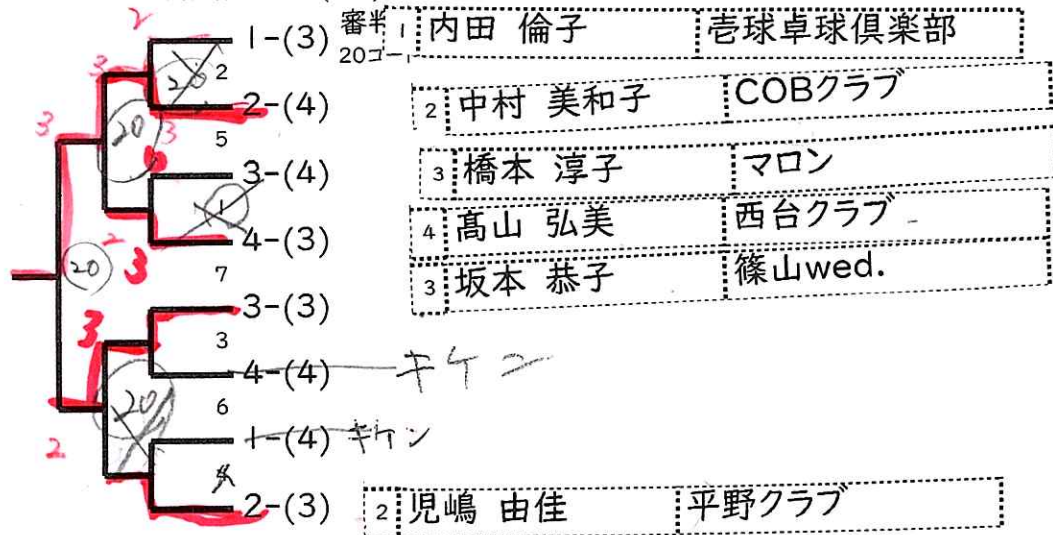 2
1-(3) 審判 1 内田 倫子 壱球卓球倶楽部
20コート
3 20 2
2-(4) 2 中村 美和子 COBクラブ
3 20 3 5
3-(4) 3 橋本 淳子 マロン
1
4-(3) 4 髙山 弘美 西台クラブ
20 2 3 7 3 坂本 恭子 篠山wed.
3-(3)
3 3
4-(4) キケン
20 6
1-(4) キケン
2 4
2-(3) 2 児嶋 由佳 平野クラブ